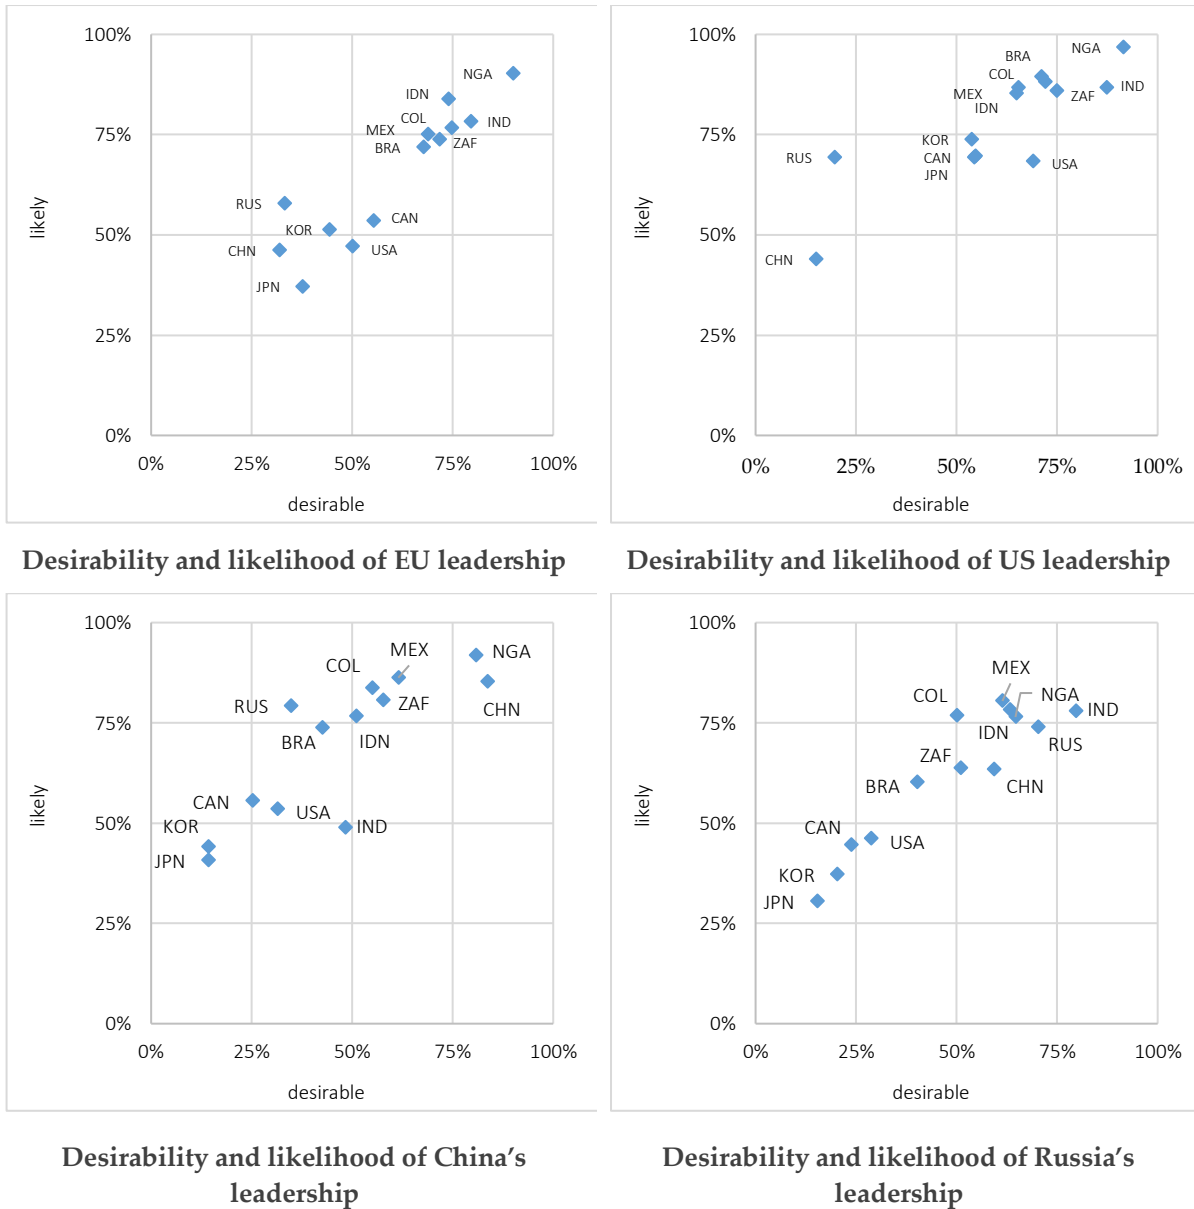 100%
NGA
IDN
COL
IND
MEX
75%
BRA
ZAF
RUS
CAN
KOR
50%
CHN
USA
JPN
25%
0%
likely
0% 25% 50% 75% 100%
desirable
Desirability and likelihood of EU leadership
100%
NGA
BRA
COL
IND
MEX
ZAF
IDN
75%
KOR
RUS
CAN
USA
JPN
50%
CHN
25%
0%
likely
0% 25% 50% 75% 100%
desirable
Desirability and likelihood of US leadership
100%
MEX
NGA
COL
RUS
ZAF
CHN
75%
BRA
IDN
CAN
USA
KOR
IND
50%
JPN
25%
0%
likely
0% 25% 50% 75% 100%
desirable
Desirability and likelihood of China’s
leadership
100%
MEX
COL
NGA
IND
75%
IDN
RUS
ZAF
BRA
CHN
CAN
USA
50%
KOR
JPN
25%
0%
likely
0% 25% 50% 75% 100%
desirable
Desirability and likelihood of Russia’s
leadership